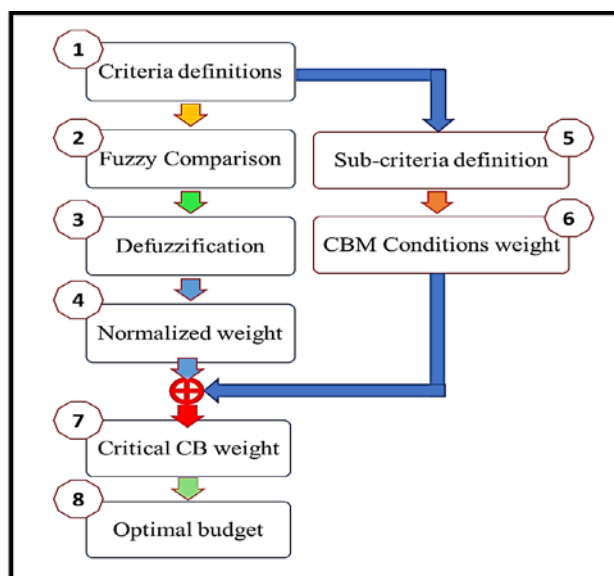 1
Criteria definitions
2
Fuzzy Comparison
3
Defuzzification
4
Normalized weight
5
Sub-criteria definition
6
CBM Conditions weight
7
Critical CB weight
8
Optimal budget